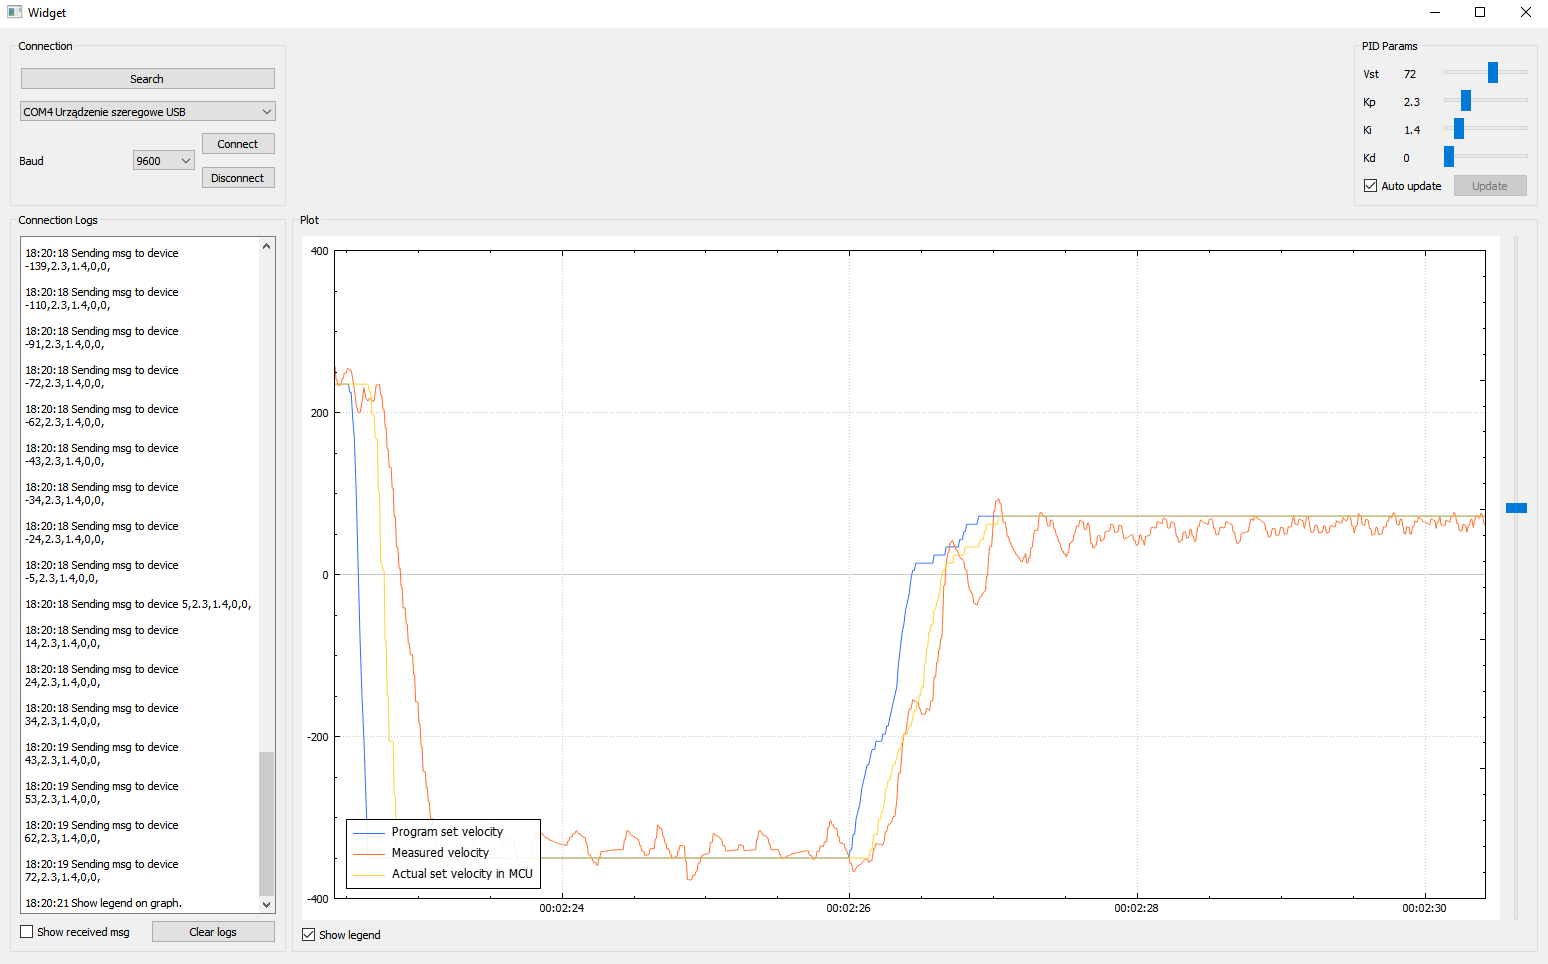 Widget
Connection
Search
COM4 Urządzenie szeregowe USB
Baud
9600
Connect
Disconnect
PID Params
Vst 72
Kp 2.3
Ki 1.4
Kd 0
Auto update
Update
Connection Logs
18:20:18 Sending msg to device
-139,2.3,1.4,0,0,
18:20:18 Sending msg to device
-110,2.3,1.4,0,0,
18:20:18 Sending msg to device
-91,2.3,1.4,0,0,
18:20:18 Sending msg to device
-72,2.3,1.4,0,0,
18:20:18 Sending msg to device
-62,2.3,1.4,0,0,
18:20:18 Sending msg to device
-43,2.3,1.4,0,0,
18:20:18 Sending msg to device
-34,2.3,1.4,0,0,
18:20:18 Sending msg to device
-24,2.3,1.4,0,0,
18:20:18 Sending msg to device
-5,2.3,1.4,0,0,
18:20:18 Sending msg to device 5,2.3,1.4,0,0,
18:20:18 Sending msg to device
14,2.3,1.4,0,0,
18:20:18 Sending msg to device
24,2.3,1.4,0,0,
18:20:18 Sending msg to device
34,2.3,1.4,0,0,
18:20:19 Sending msg to device
43,2.3,1.4,0,0,
18:20:19 Sending msg to device
53,2.3,1.4,0,0,
18:20:19 Sending msg to device
62,2.3,1.4,0,0,
18:20:19 Sending msg to device
72,2.3,1.4,0,0,
18:20:21 Show legend on graph.
Show received msg
Clear logs
Plot
400
200
0
-200
-400
Program set velocity
Measured velocity
Actual set velocity in MCU
00:02:24
00:02:26
00:02:28
00:02:30
Show legend